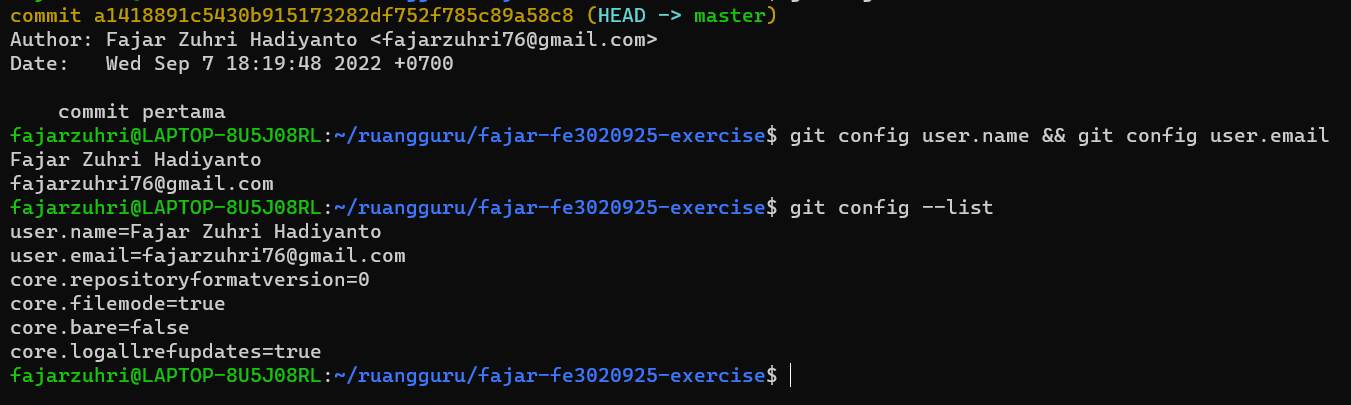 commit a1418891c5430b915173282df752f785c89a58c8 (HEAD -> master)
Author: Fajar Zuhri Hadiyanto <fajarzuhri76@gmail.com>
Date:   Wed Sep 7 18:19:48 2022 +0700
    commit pertama
fajarzuhri@LAPTOP-8U5J08RL:~/ruangguru/fajar-fe3020925-exercise$ git config user.name && git config user.email
Fajar Zuhri Hadiyanto
fajarzuhri76@gmail.com
fajarzuhri@LAPTOP-8U5J08RL:~/ruangguru/fajar-fe3020925-exercise$ git config --list
user.name=Fajar Zuhri Hadiyanto
user.email=fajarzuhri76@gmail.com
core.repositoryformatversion=0
core.filemode=true
core.bare=false
core.logallrefupdates=true
fajarzuhri@LAPTOP-8U5J08RL:~/ruangguru/fajar-fe3020925-exercise$